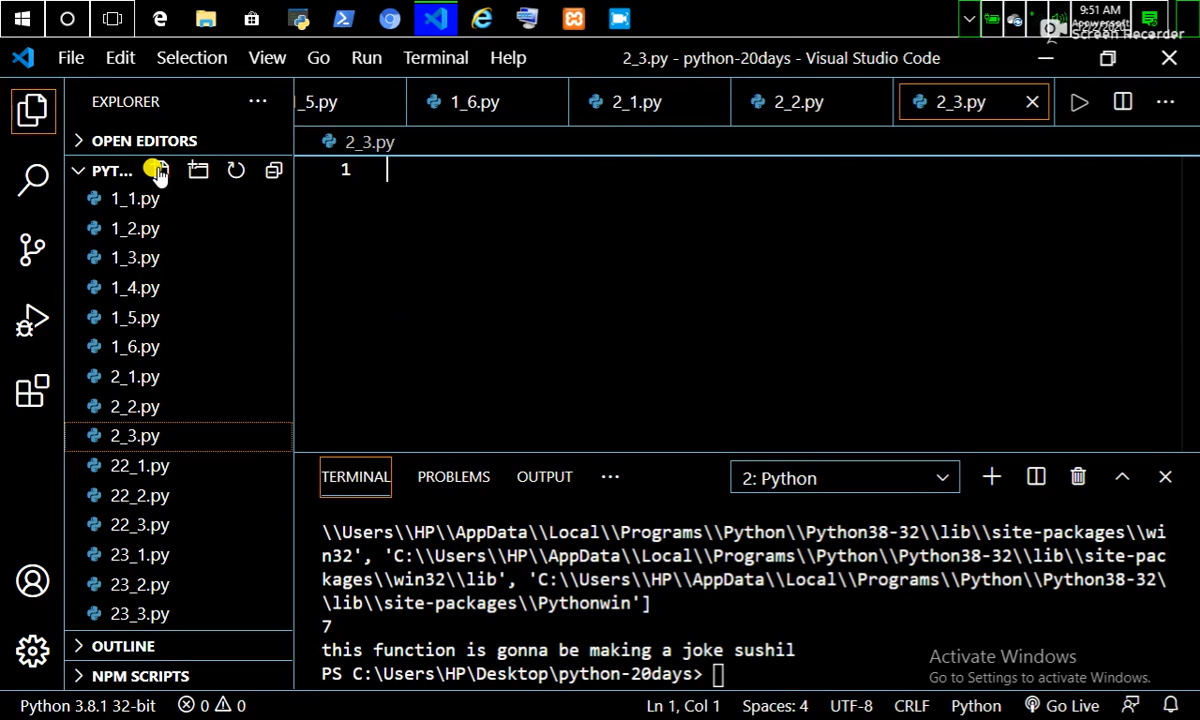 9:51 AM
Apowersoft
Screen Recorder
File Edit Selection View Go Run Terminal Help
2_3.py - python-20days - Visual Studio Code
EXPLORER
_5.py
1_6.py
2_1.py
2_2.py
2_3.py
OPEN EDITORS
2_3.py
PYT...
1
1_1.py
1_2.py
1_3.py
1_4.py
1_5.py
1_6.py
2_1.py
2_2.py
2_3.py
22_1.py
22_2.py
22_3.py
23_1.py
23_2.py
23_3.py
OUTLINE
NPM SCRIPTS
TERMINAL PROBLEMS OUTPUT ...
2: Python
\\Users\\HP\\AppData\\Local\\Programs\\Python\\Python38-32\\lib\\site-packages\\wi
n32', 'C:\\Users\\HP\\AppData\\Local\\Programs\\Python\\Python38-32\\lib\\site-pac
kages\\win32\\lib', 'C:\\Users\\HP\\AppData\\Local\\Programs\\Python\\Python38-32\
\lib\\site-packages\\Pythonwin']
7
this function is gonna be making a joke sushil
PS C:\Users\HP\Desktop\python-20days>
Activate Windows
Go to Settings to activate Windows.
Python 3.8.1 32-bit 0 0 Ln 1, Col 1 Spaces: 4 UTF-8 CRLF Python Go Live